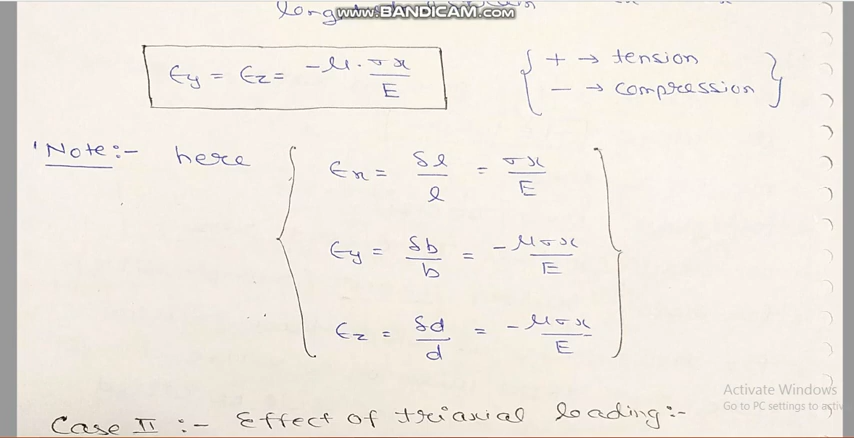 www.BANDICAM.com
εy = εz = -μ · σx / E
{ + → tension
- → compression }
'Note:- here
εx = δl / l = σx / E
εy = δb / b = -μσx / E
εz = δd / d = -μσx / E
Activate Windows
Go to PC settings to activ
Case II :- Effect of triaxial loading:-